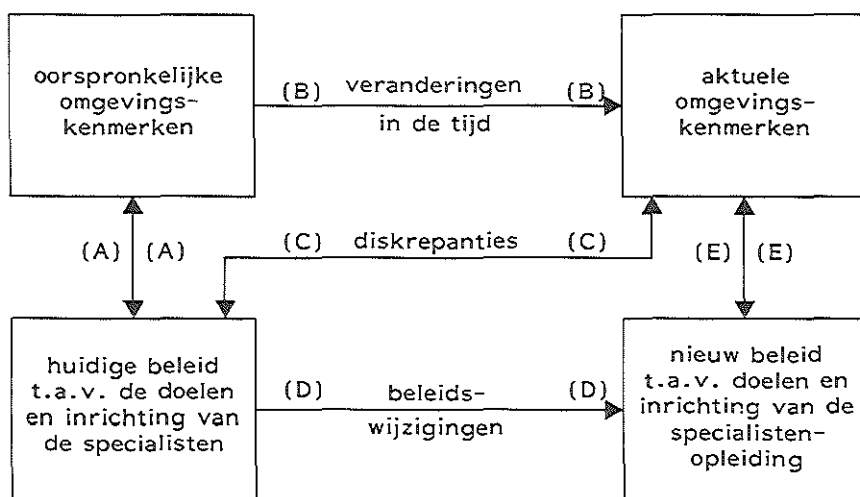 oorspronkelijke
omgevings-
kenmerken
(B) veranderingen (B)
in de tijd
aktuele
omgevings-
kenmerken
(A) (A)
(C) diskrepanties (C)
(E) (E)
huidige beleid
t.a.v. de doelen
en inrichting van
de specialisten
(D) beleids- (D)
wijzigingen
nieuw beleid
t.a.v. doelen en
inrichting van de
specialisten-
opleiding